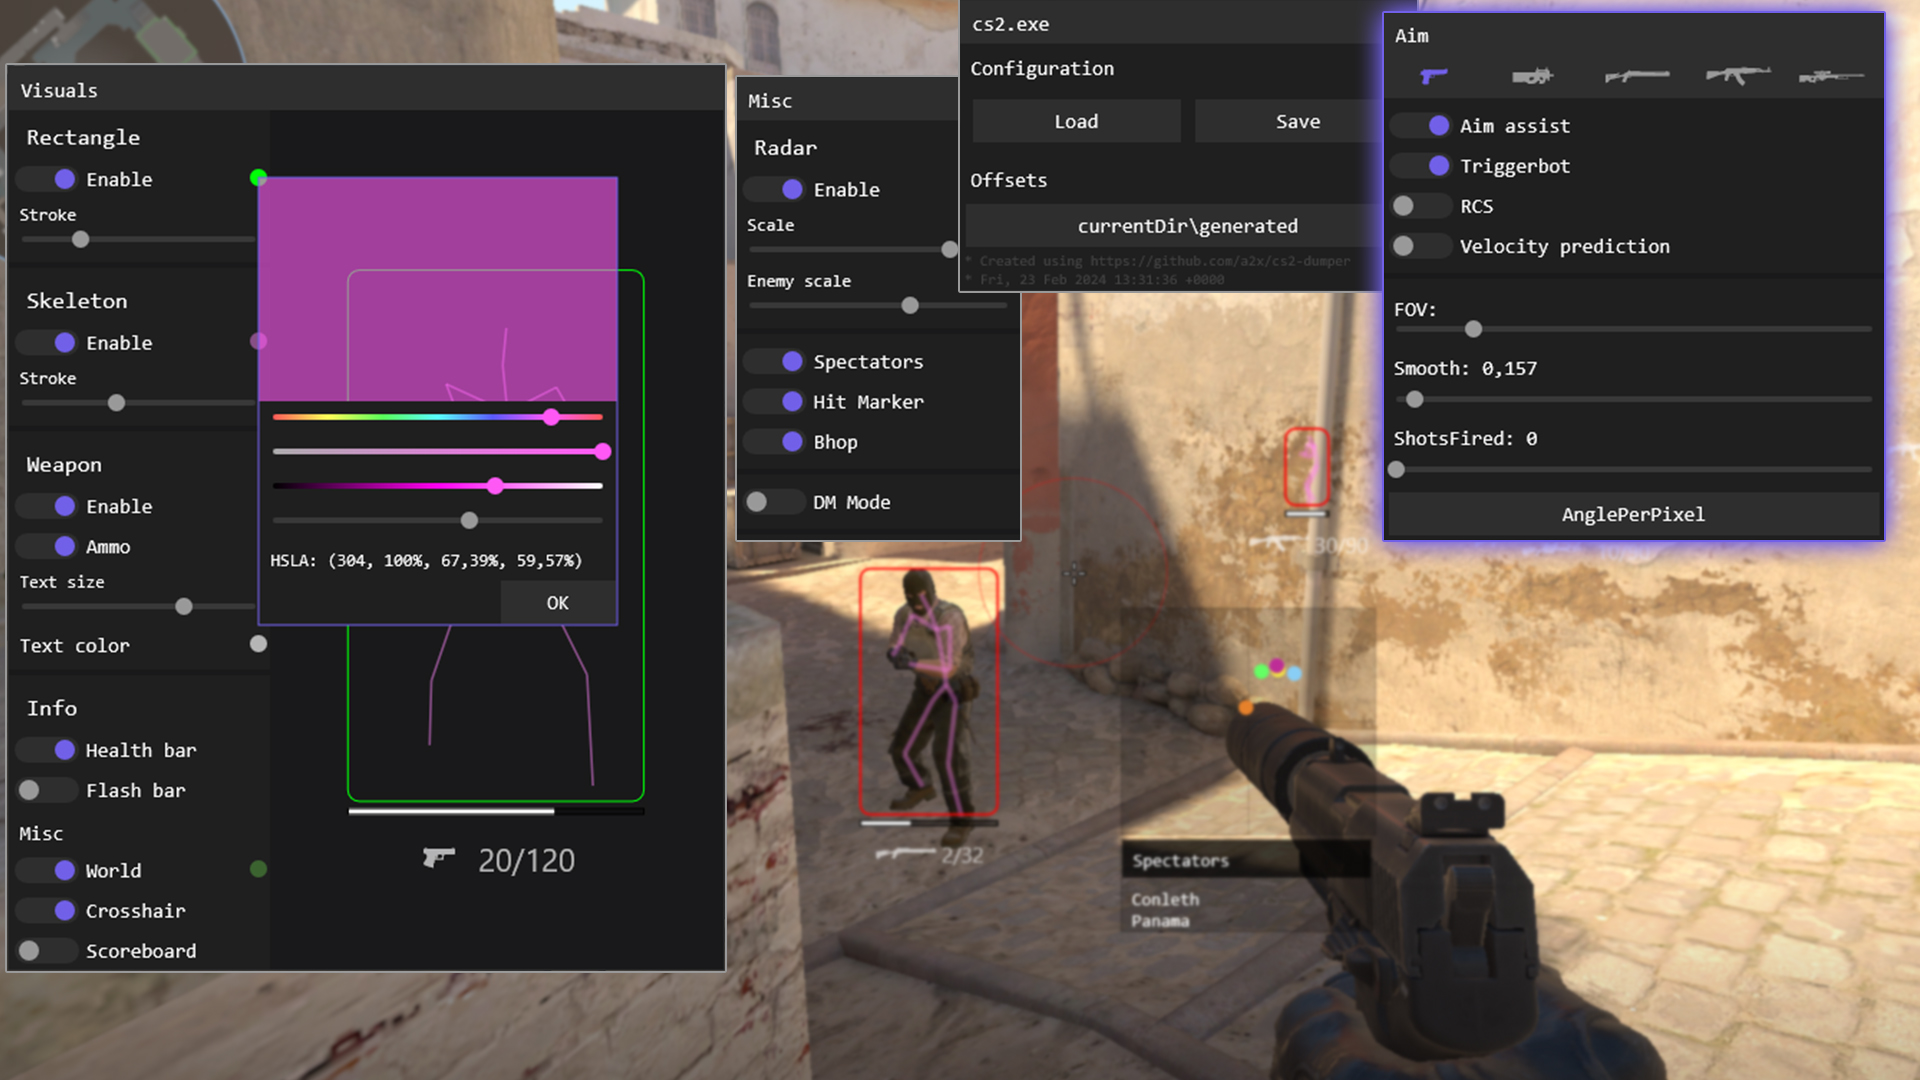 Visuals
Rectangle
Enable
Stroke
Skeleton
Enable
Stroke
Weapon
Enable
Ammo
Text size
Text color
Info
Health bar
Flash bar
Misc
World
Crosshair
Scoreboard
HSLA: (304, 100%, 67,39%, 59,57%)
OK
20/120
Misc
Radar
Enable
Scale
Enemy scale
Spectators
Hit Marker
Bhop
DM Mode
cs2.exe
Configuration
Load Save
Offsets
currentDir\generated
* Created using https://github.com/a2x/cs2-dumper
* Fri, 23 Feb 2024 13:31:36 +0000
Aim
Aim assist
Triggerbot
RCS
Velocity prediction
FOV:
Smooth: 0,157
ShotsFired: 0
AnglePerPixel
30/90
2/32
Spectators
Conleth
Panama